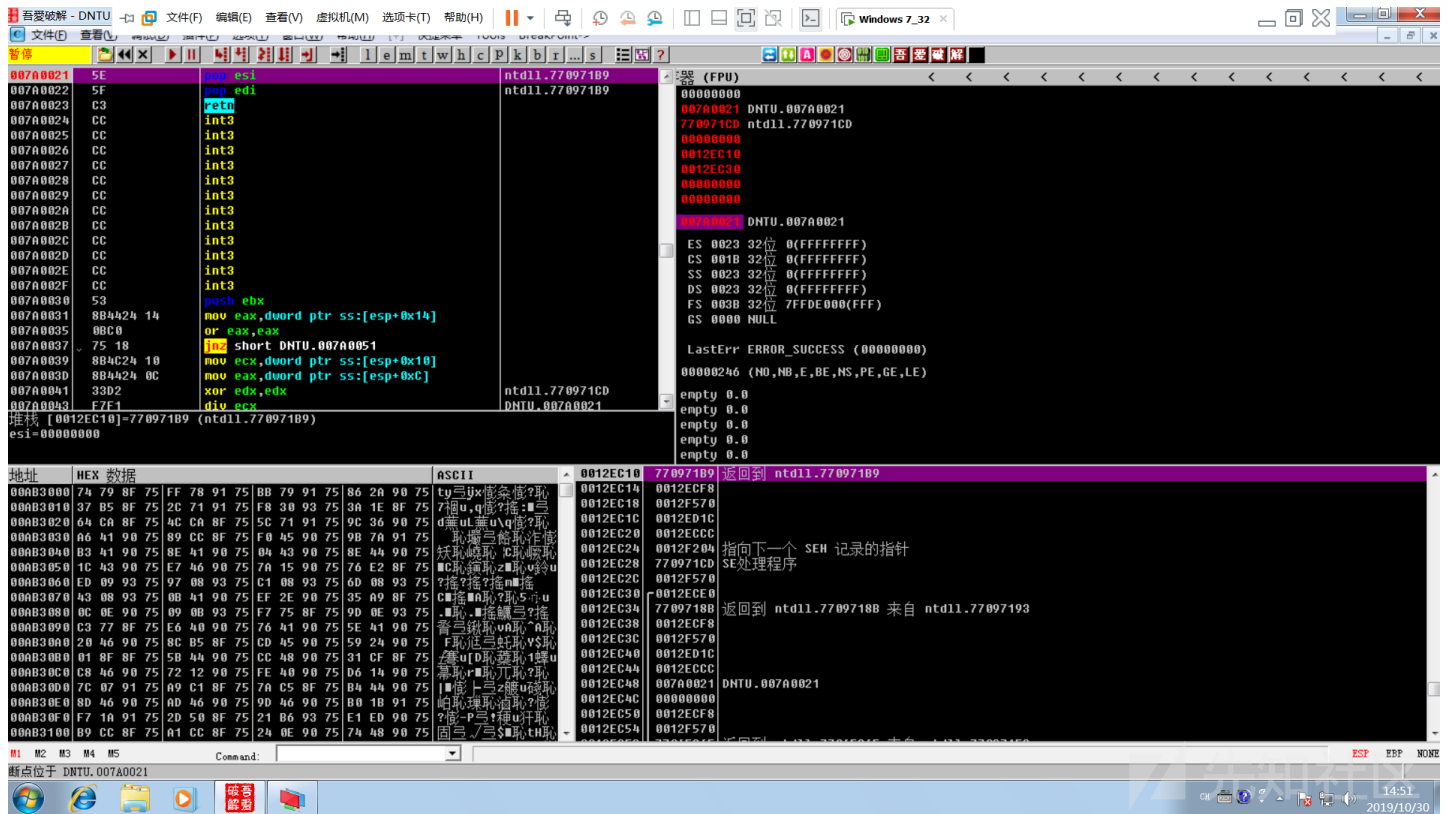 吾愛破解 - DNTU 文件(F) 编辑(E) 查看(V) 虚拟机(M) 选项卡(T) 帮助(H) Windows 7_32
文件(F) 查看(V)
暂停 l e m t w h c P k b r ... s ? 吾 爱 破 解
007A0021 5E pop esi ntdll.770971B9
007A0022 5F pop edi ntdll.770971B9
007A0023 C3 retn
007A0024 CC int3
007A0025 CC int3
007A0026 CC int3
007A0027 CC int3
007A0028 CC int3
007A0029 CC int3
007A002A CC int3
007A002B CC int3
007A002C CC int3
007A002D CC int3
007A002E CC int3
007A002F CC int3
007A0030 53 push ebx
007A0031 8B4424 14 mov eax,dword ptr ss:[esp+0x14]
007A0035 0BC0 or eax,eax
007A0037 75 18 jnz short DNTU.007A0051
007A0039 8B4C24 10 mov ecx,dword ptr ss:[esp+0x10]
007A003D 8B4424 0C mov eax,dword ptr ss:[esp+0xC]
007A0041 33D2 xor edx,edx ntdll.770971CD
007A0043 F7F1 div ecx DNTU.007A0021
堆栈 [0012EC10]=770971B9 (ntdll.770971B9)
esi=00000000
器 (FPU) < < < < < < < < < < < < < <
00000000
007A0021 DNTU.007A0021
770971CD ntdll.770971CD
00000000
0012EC10
0012EC30
00000000
00000000
007A0021 DNTU.007A0021
ES 0023 32位 0(FFFFFFFF)
CS 001B 32位 0(FFFFFFFF)
SS 0023 32位 0(FFFFFFFF)
DS 0023 32位 0(FFFFFFFF)
FS 003B 32位 7FFDE000(FFF)
GS 0000 NULL
LastErr ERROR_SUCCESS (00000000)
00000246 (NO,NB,E,BE,NS,PE,GE,LE)
empty 0.0
empty 0.0
empty 0.0
empty 0.0
empty 0.0
地址 HEX 数据 ASCII
00AB3000 74 79 8F 75 FF 78 91 75 BB 79 91 75 86 2A 90 75
00AB3010 37 B5 8F 75 2C 71 91 75 F8 30 93 75 3A 1E 8F 75
00AB3020 64 CA 8F 75 4C CA 8F 75 5C 71 91 75 9C 36 90 75
00AB3030 A6 41 90 75 89 CC 8F 75 F0 45 90 75 9B 7A 91 75
00AB3040 B3 41 90 75 8E 41 90 75 04 43 90 75 8E 44 90 75
00AB3050 1C 43 90 75 E7 46 90 75 7A 15 90 75 76 E2 8F 75
00AB3060 ED 09 93 75 97 08 93 75 C1 08 93 75 6D 08 93 75
00AB3070 43 08 93 75 0B 41 90 75 EF 2E 90 75 35 A9 8F 75
00AB3080 0C 0E 90 75 09 0B 93 75 F7 75 8F 75 9D 0E 93 75
00AB3090 C3 77 8F 75 E6 40 90 75 76 41 90 75 5E 41 90 75
00AB30A0 20 46 90 75 8C B5 8F 75 CD 45 90 75 59 24 90 75
00AB30B0 01 8F 8F 75 5B 44 90 75 CC 48 90 75 31 CF 8F 75
00AB30C0 C8 46 90 75 72 12 90 75 FE 40 90 75 D6 14 90 75
00AB30D0 7C 07 91 75 A9 C1 8F 75 7A C5 8F 75 B4 44 90 75
00AB30E0 8D 46 90 75 AD 46 90 75 9D 46 90 75 B0 1B 91 75
00AB30F0 F7 1A 91 75 2D 50 8F 75 21 B6 93 75 E1 ED 90 75
00AB3100 B9 CC 8F 75 A1 CC 8F 75 24 0E 90 75 74 48 90 75
0012EC10 770971B9 返回到 ntdll.770971B9
0012EC14 0012ECF8
0012EC18 0012F570
0012EC1C 0012ED1C
0012EC20 0012ECCC
0012EC24 0012F204 指向下一个 SEH 记录的指针
0012EC28 770971CD SE处理程序
0012EC2C 0012F570
0012EC30 0012ECE0
0012EC34 7709718B 返回到 ntdll.7709718B 来自 ntdll.77097193
0012EC38 0012ECF8
0012EC3C 0012F570
0012EC40 0012ED1C
0012EC44 0012ECCC
0012EC48 007A0021 DNTU.007A0021
0012EC4C 00000000
0012EC50 0012ECF8
0012EC54 0012F570
M1 M2 M3 M4 M5 Command: ESP EBP NONE
断点位于 DNTU.007A0021
破吾解爱 CH 14:51
2019/10/30
先知社区